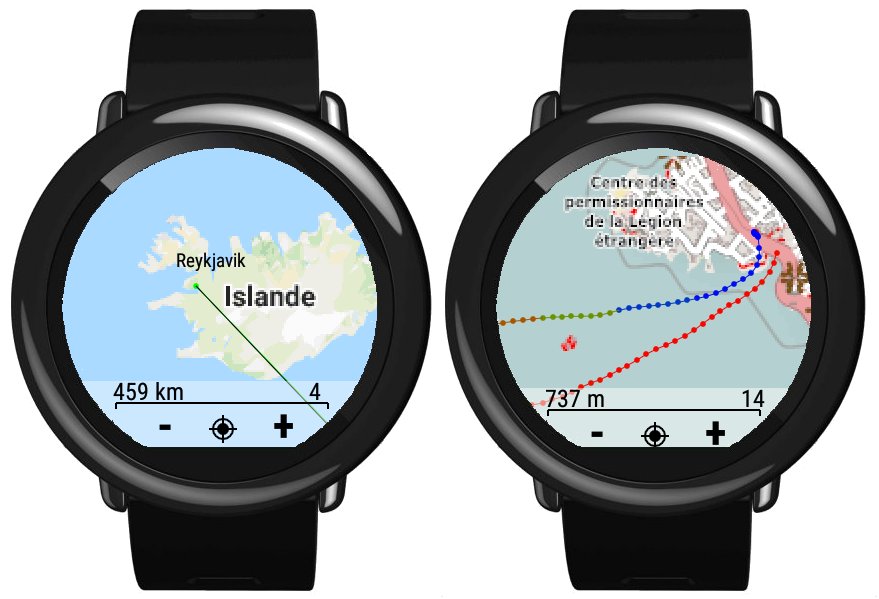 Reykjavik
Islande
459 km 4
- +
Centre des
permissionnaires
de la Légion
étrangère
737 m 14
- +